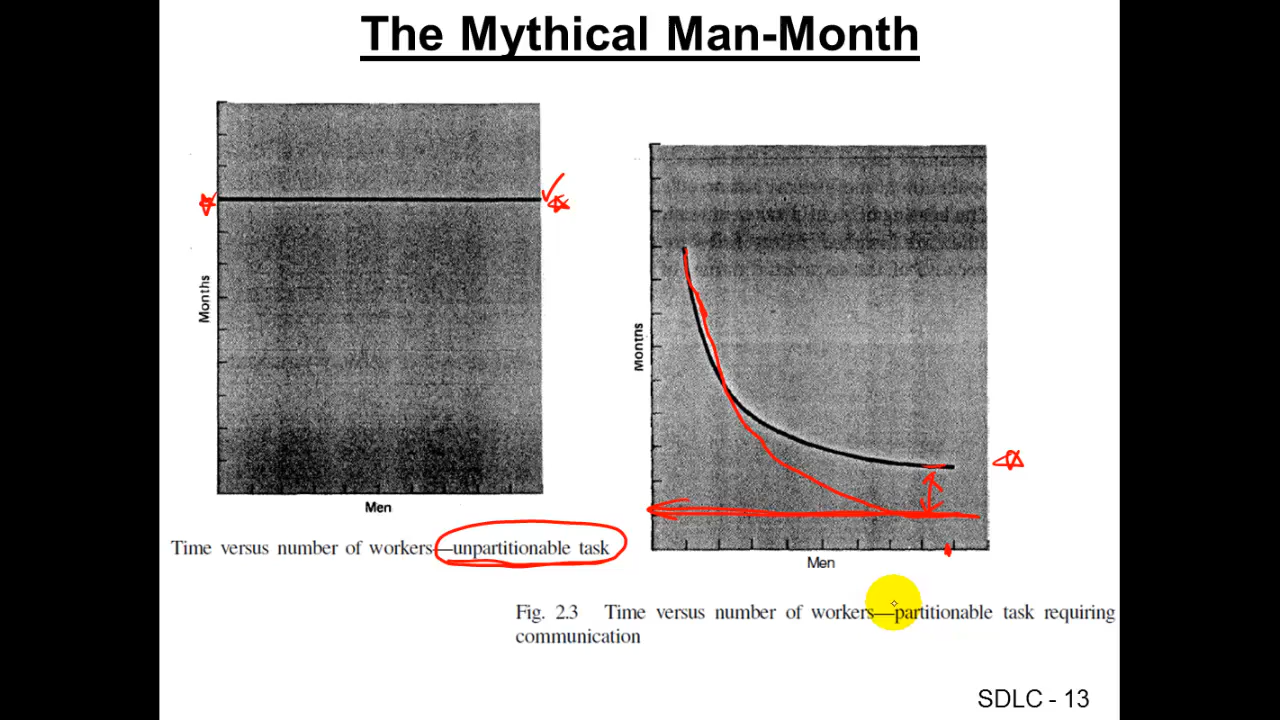 The Mythical Man-Month
Months
Men
Time versus number of workers—unpartitionable task
Months
Men
Fig. 2.3 Time versus number of workers—partitionable task requiring
communication
SDLC - 13